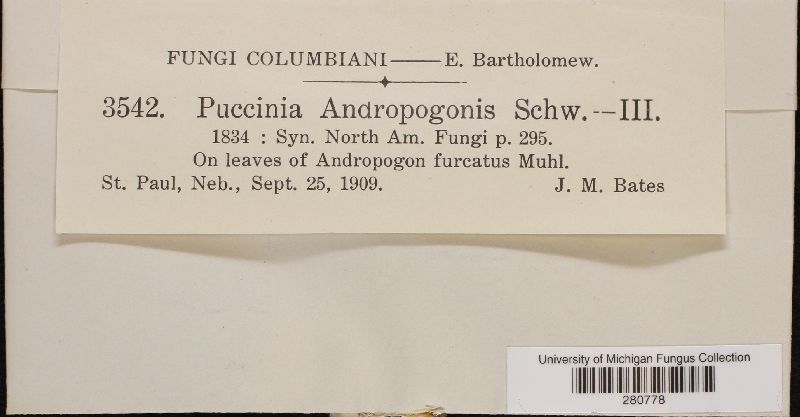 FUNGI COLUMBIANI——E. Bartholomew.
3542. Puccinia Andropogonis Schw.--III.
1834 : Syn. North Am. Fungi p. 295.
On leaves of Andropogon furcatus Muhl.
St. Paul, Neb., Sept. 25, 1909. J. M. Bates
University of Michigan Fungus Collection
280778